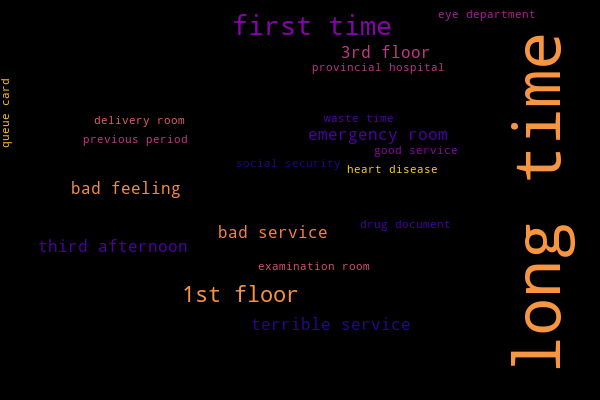 first time
eye department
3rd floor
provincial hospital
queue card
delivery room
waste time
emergency room
previous period
good service
social security
heart disease
bad feeling
long time
drug document
bad service
third afternoon
examination room
1st floor
terrible service